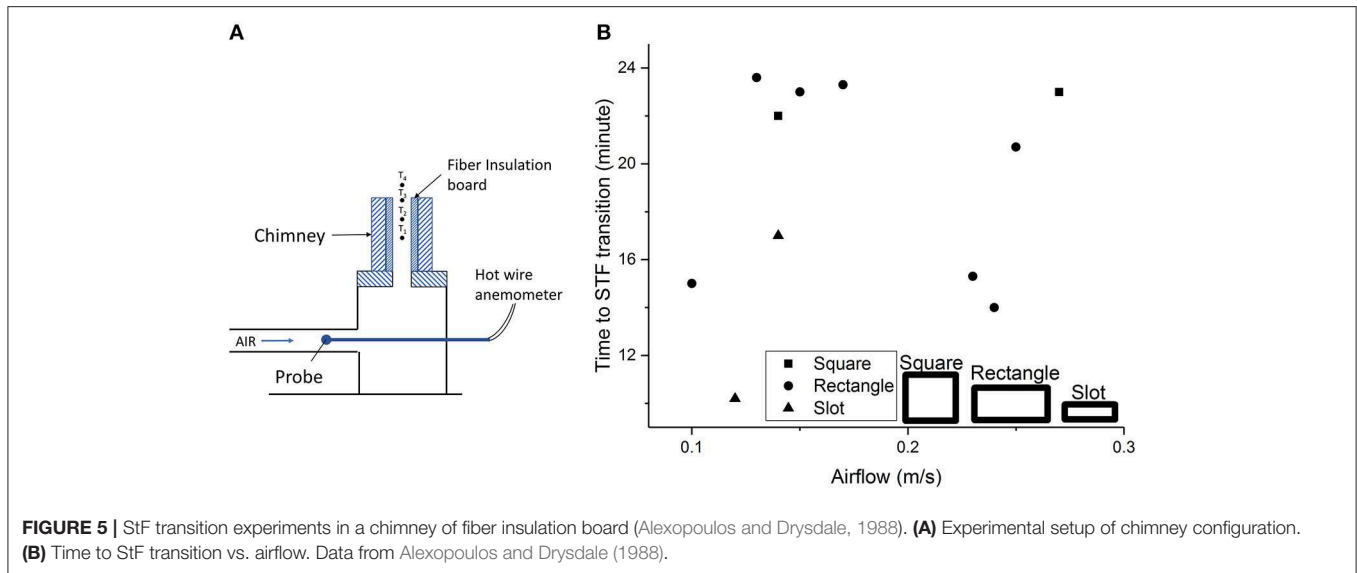 A
T4
T3
T2
T1
Fiber Insulation
board
Chimney
Hot wire
anemometer
AIR
Probe
B
Time to STF transition (minute)
24
20
16
12
Square
Rectangle
Slot
Square
Rectangle
Slot
0.1
0.2
0.3
Airflow (m/s)
FIGURE 5 | StF transition experiments in a chimney of fiber insulation board (Alexopoulos and Drysdale, 1988). (A) Experimental setup of chimney configuration.
(B) Time to StF transition vs. airflow. Data from Alexopoulos and Drysdale (1988).